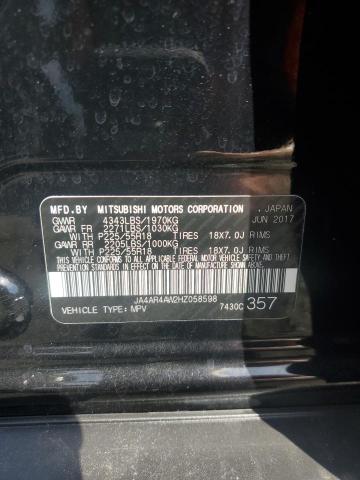 MFD.BY MITSUBISHI MOTORS CORPORATION , JAPAN
GVWR 4343LBS/1970KG JUN 2017
GAWR FR 2271LBS/1030KG
WITH P225/55R18 TIRES 18X7.0J RIMS
GAWR RR 2205LBS/1000KG
WITH P225/55R18 TIRES 18X7.0J RIMS
THIS VEHICLE CONFORMS TO ALL APPLICABLE
FEDERAL MOTOR VEHICLE SAFETY AND
THEFT PREVENTION STANDARDS IN EFFECT
ON THE DATE OF MANUFACTURE SHOWN ABOVE.
JA4AR4AW2HZ058598
VEHICLE TYPE: MPV 7430C 357